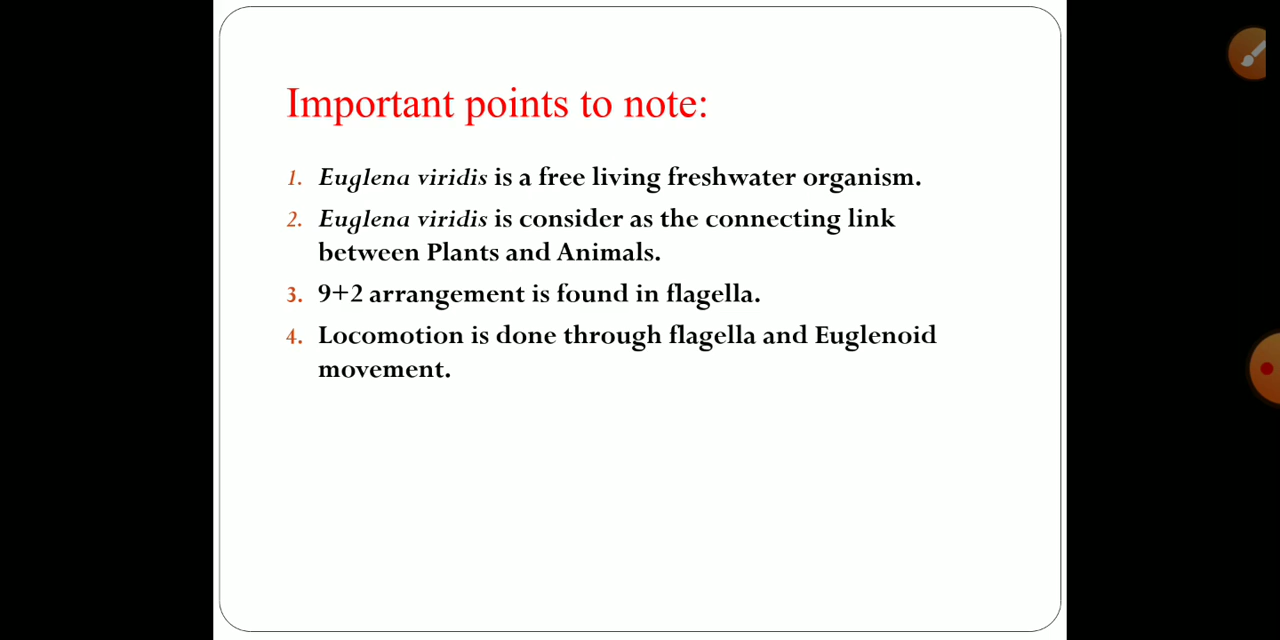 Important points to note:
1. Euglena viridis is a free living freshwater organism.
2. Euglena viridis is consider as the connecting link
between Plants and Animals.
3. 9+2 arrangement is found in flagella.
4. Locomotion is done through flagella and Euglenoid
movement.